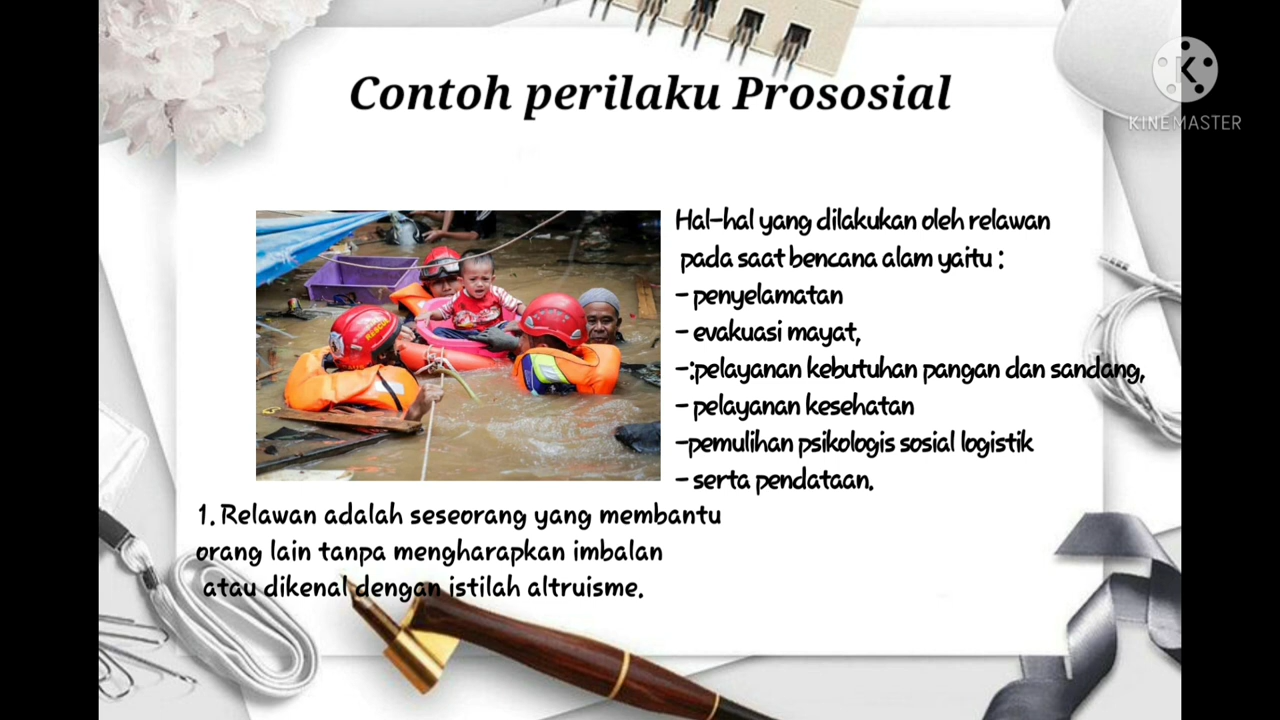 Contoh perilaku Prososial
KINEMASTER
Hal-hal yang dilakukan oleh relawan
pada saat bencana alam yaitu :
- penyelamatan
- evakuasi mayat,
-:pelayanan kebutuhan pangan dan sandang,
- pelayanan kesehatan
-pemulihan psikologis sosial logistik
- serta pendataan.
RESCUE
1. Relawan adalah seseorang yang membantu
orang lain tanpa mengharapkan imbalan
atau dikenal dengan istilah altruisme.